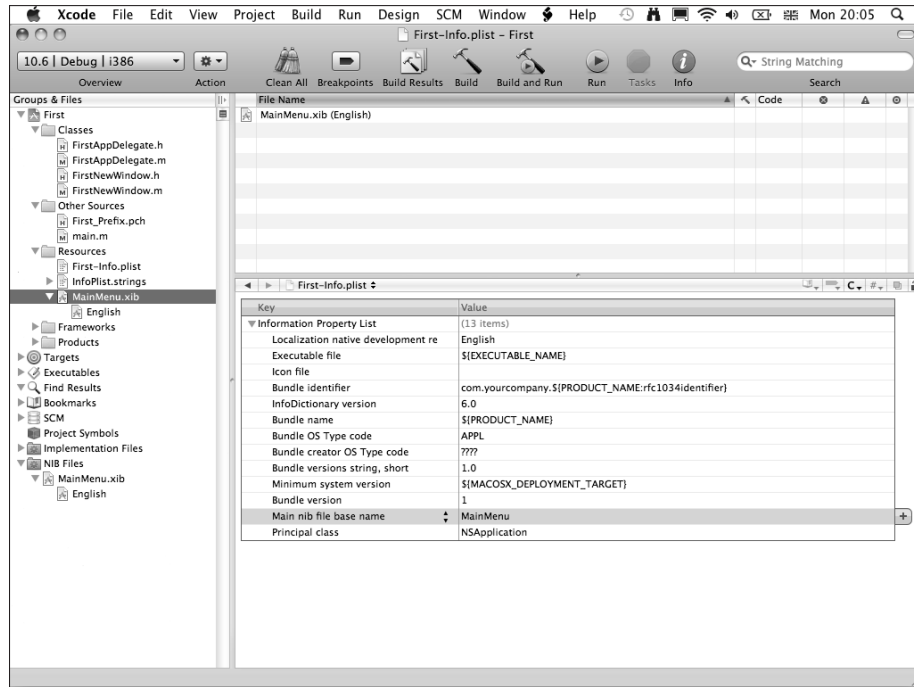 Xcode File Edit View Project Build Run Design SCM Window Help Mon 20:05
First-Info.plist – First
10.6 | Debug | i386
String Matching
Overview Action Clean All Breakpoints Build Results Build Build and Run Run Tasks Info Search
Groups & Files
First
Classes
FirstAppDelegate.h
FirstAppDelegate.m
FirstNewWindow.h
FirstNewWindow.m
Other Sources
First_Prefix.pch
main.m
Resources
First-Info.plist
InfoPlist.strings
MainMenu.xib
English
Frameworks
Products
Targets
Executables
Find Results
Bookmarks
SCM
Project Symbols
Implementation Files
NIB Files
MainMenu.xib
English
File Name Code
MainMenu.xib (English)
First-Info.plist C #
Key Value
Information Property List (13 items)
Localization native development re English
Executable file ${EXECUTABLE_NAME}
Icon file
Bundle identifier com.yourcompany.${PRODUCT_NAME:rfc1034identifier}
InfoDictionary version 6.0
Bundle name ${PRODUCT_NAME}
Bundle OS Type code APPL
Bundle creator OS Type code ????
Bundle versions string, short 1.0
Minimum system version ${MACOSX_DEPLOYMENT_TARGET}
Bundle version 1
Main nib file base name MainMenu +
Principal class NSApplication